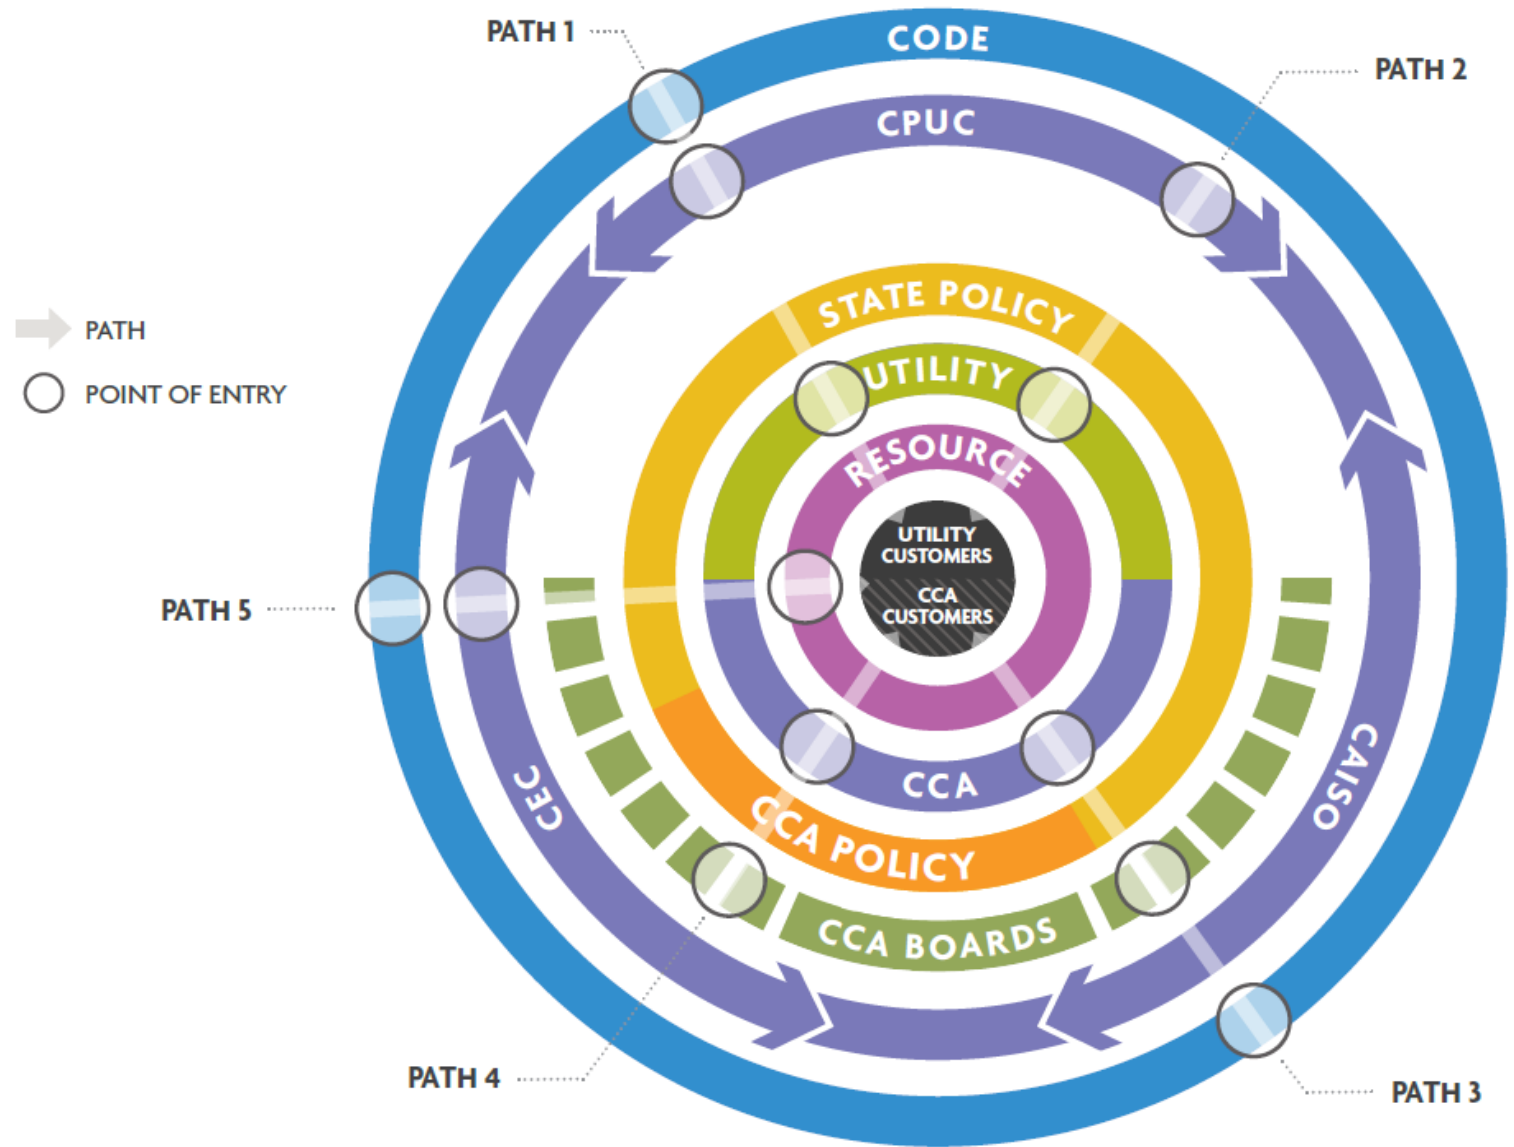 PATH 1
CODE
PATH 2
CPUC
STATE POLICY
PATH
UTILITY
POINT OF ENTRY
RESOURCE
UTILITY
CUSTOMERS
CCA
CUSTOMERS
PATH 5
CEC
CCA
CAISO
CCA POLICY
CCA BOARDS
PATH 4
PATH 3